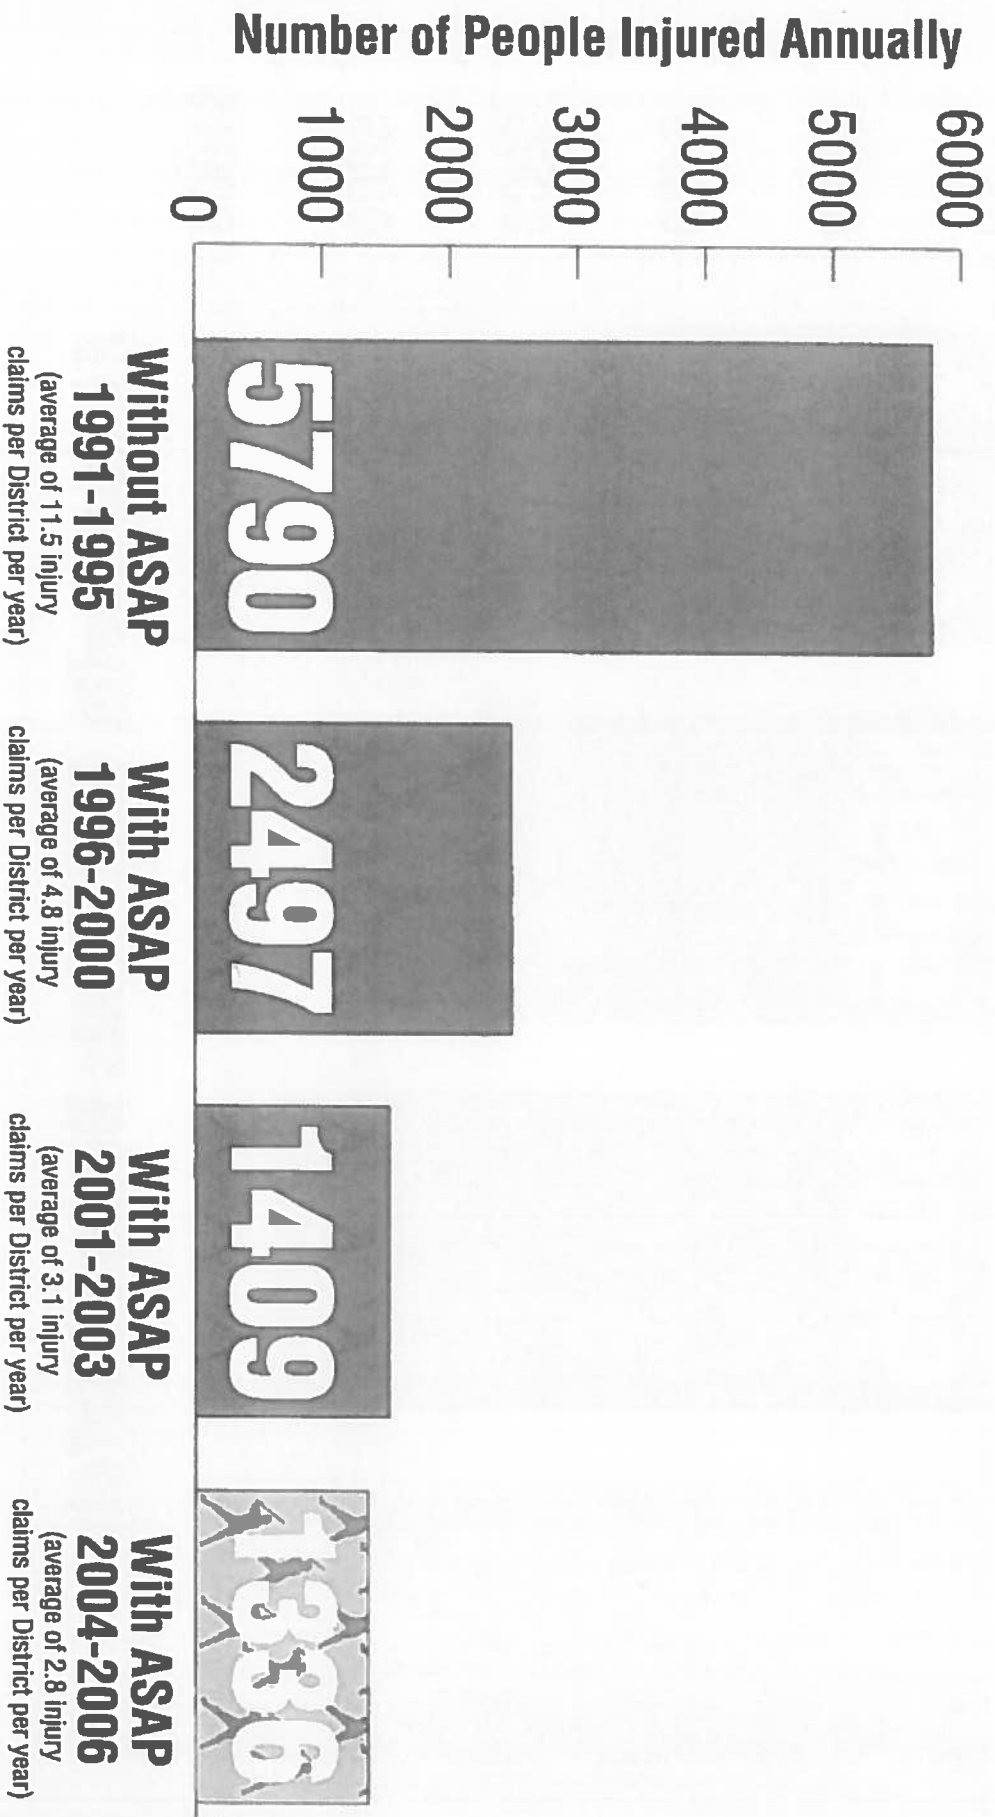 Number of People Injured Annually
6000
5000
4000
3000
2000
1000
0
5790
2497
1409
Without ASAP
1991-1995
(average of 11.5 injury
claims per District per year)
With ASAP
1996-2000
(average of 4.8 injury
claims per District per year)
With ASAP
2001-2003
(average of 3.1 injury
claims per District per year)
With ASAP
2004-2006
(average of 2.8 injury
claims per District per year)